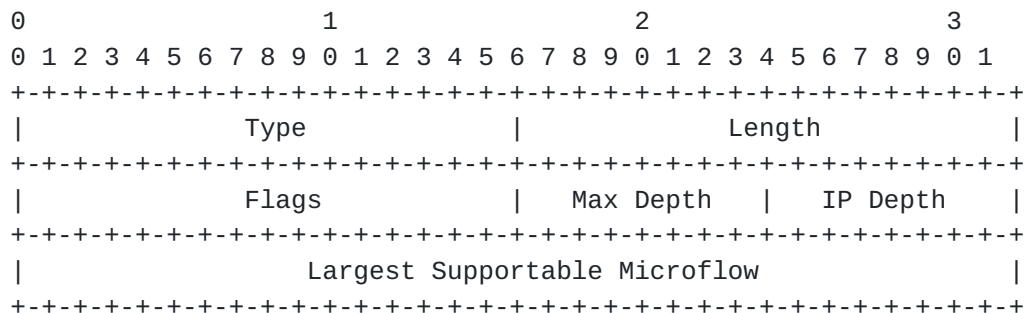 0                   1                   2                   3
0 1 2 3 4 5 6 7 8 9 0 1 2 3 4 5 6 7 8 9 0 1 2 3 4 5 6 7 8 9 0 1
+-+-+-+-+-+-+-+-+-+-+-+-+-+-+-+-+-+-+-+-+-+-+-+-+-+-+-+-+-+-+-+-+
|              Type             |             Length            |
+-+-+-+-+-+-+-+-+-+-+-+-+-+-+-+-+-+-+-+-+-+-+-+-+-+-+-+-+-+-+-+-+
|              Flags            |   Max Depth   |   IP Depth    |
+-+-+-+-+-+-+-+-+-+-+-+-+-+-+-+-+-+-+-+-+-+-+-+-+-+-+-+-+-+-+-+-+
|                  Largest Supportable Microflow                |
+-+-+-+-+-+-+-+-+-+-+-+-+-+-+-+-+-+-+-+-+-+-+-+-+-+-+-+-+-+-+-+-+